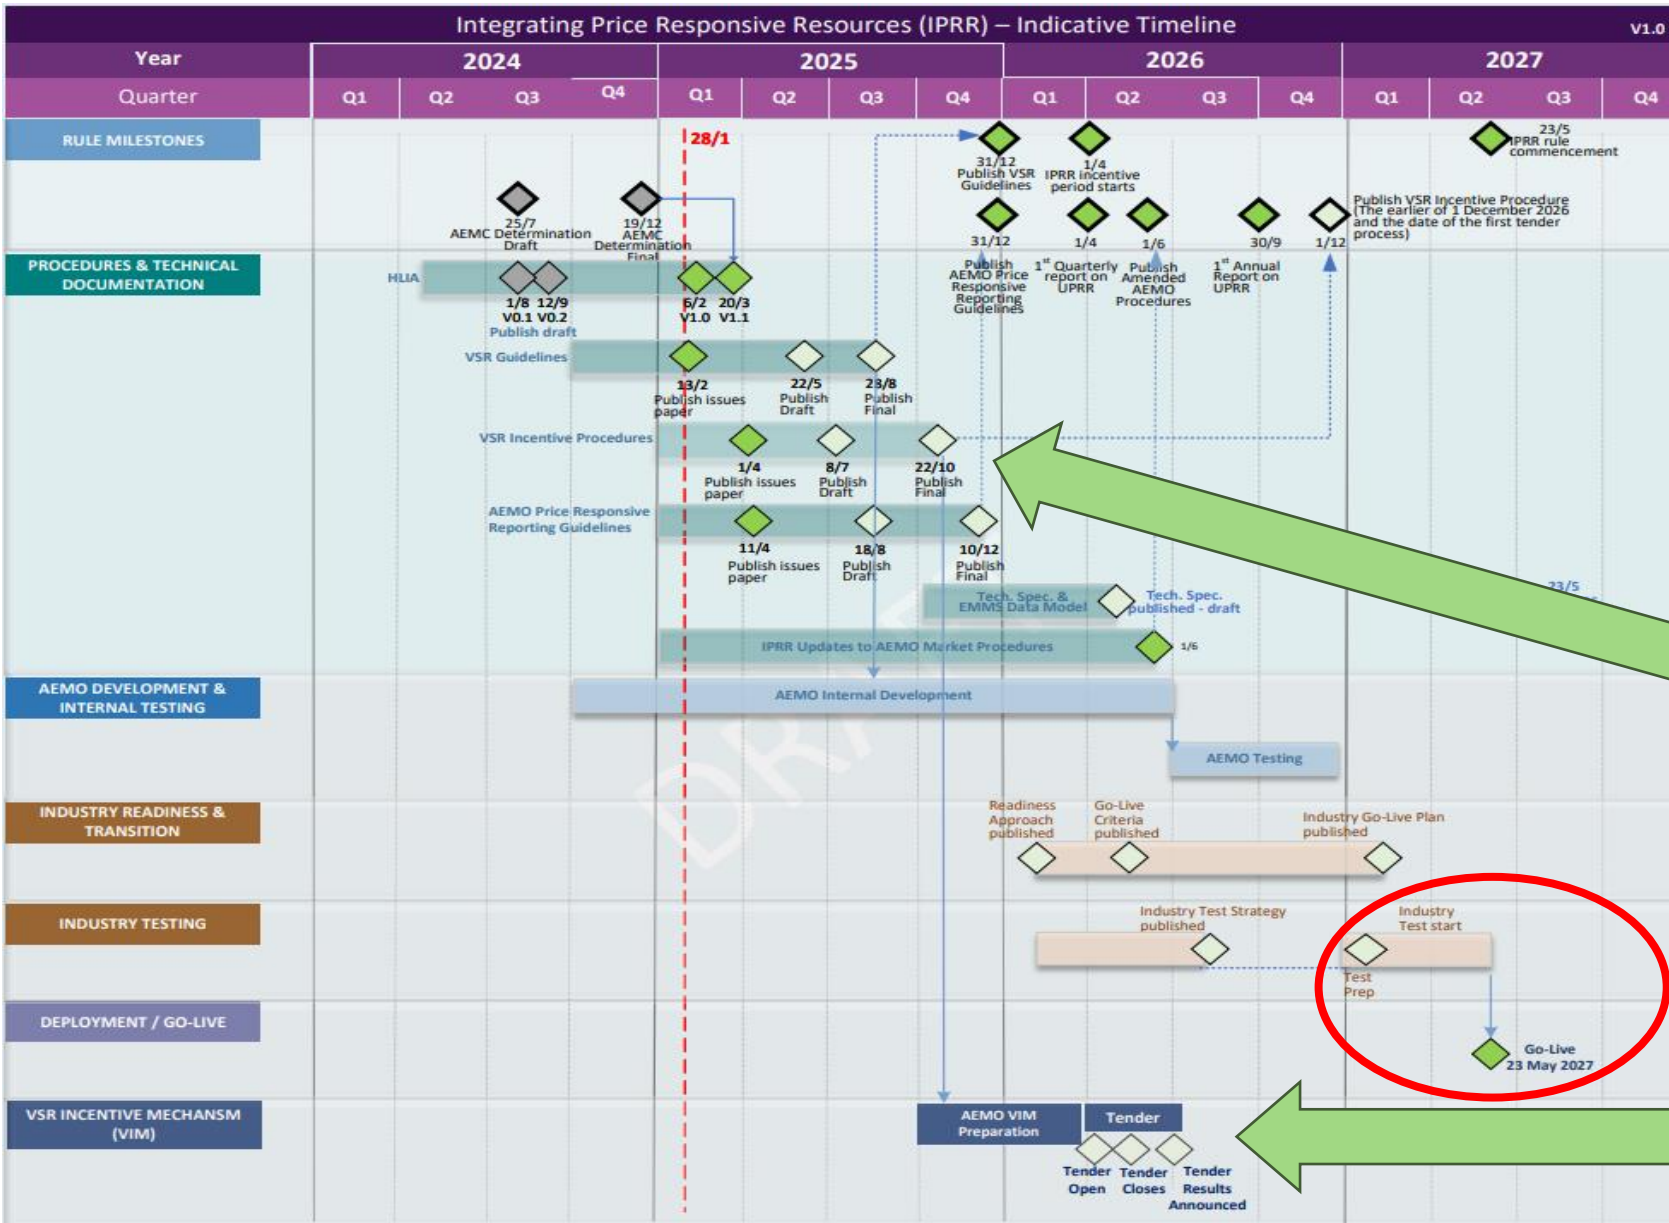 Integrating Price Responsive Resources (IPRR) – Indicative Timeline
V1.0
Year
2024
2025
2026
2027
Quarter
Q1
Q2
Q3
Q4
Q1
Q2
Q3
Q4
Q1
Q2
Q3
Q4
Q1
Q2
Q3
Q4
RULE MILESTONES
28/1
31/12
Publish VSR
Guidelines
1/4
IPRR incentive
period starts
23/5
IPRR rule
commencement
25/7
AEMC Determination
Draft
19/12
AEMC
Determination
Final
31/12
Publish
AEMO Price
Responsive
Reporting
Guidelines
1/4
1st Quarterly
report on
UPRR
1/6
Publish
Amended
AEMO
Procedures
30/9
1st Annual
Report on
UPRR
1/12
Publish VSR Incentive Procedure
(The earlier of 1 December 2026
and the date of the first tender
process)
PROCEDURES & TECHNICAL
DOCUMENTATION
HLIA
1/8
V0.1
12/9
V0.2
Publish draft
6/2
V1.0
20/3
V1.1
VSR Guidelines
13/2
Publish issues
paper
22/5
Publish
Draft
28/8
Publish
Final
VSR Incentive Procedures
1/4
Publish issues
paper
8/7
Publish
Draft
22/10
Publish
Final
AEMO Price Responsive
Reporting Guidelines
11/4
Publish issues
paper
18/8
Publish
Draft
10/12
Publish
Final
Tech. Spec. &
EMMS Data Model
Tech. Spec.
published - draft
23/5
IPRR Updates to AEMO Market Procedures
1/6
AEMO DEVELOPMENT &
INTERNAL TESTING
AEMO Internal Development
AEMO Testing
DRAFT
INDUSTRY READINESS &
TRANSITION
Readiness
Approach
published
Go-Live
Criteria
published
Industry Go-Live Plan
published
INDUSTRY TESTING
Industry Test Strategy
published
Industry
Test start
Test
Prep
DEPLOYMENT / GO-LIVE
Go-Live
23 May 2027
VSR INCENTIVE MECHANSM
(VIM)
AEMO VIM
Preparation
Tender
Tender
Open
Tender
Closes
Tender
Results
Announced